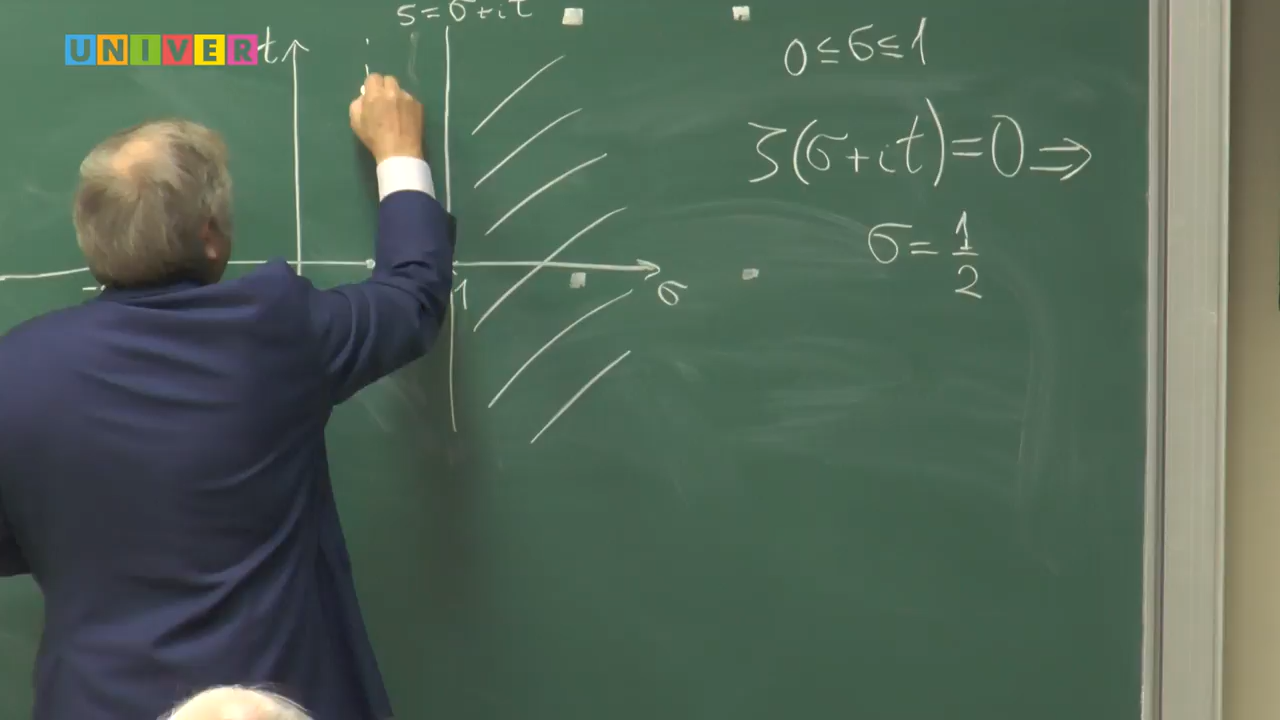 UNIVER
s = σ + it
t
0 ≤ σ ≤ 1
ζ(σ + it) = 0 ⇒
σ = 1/2
1
σ